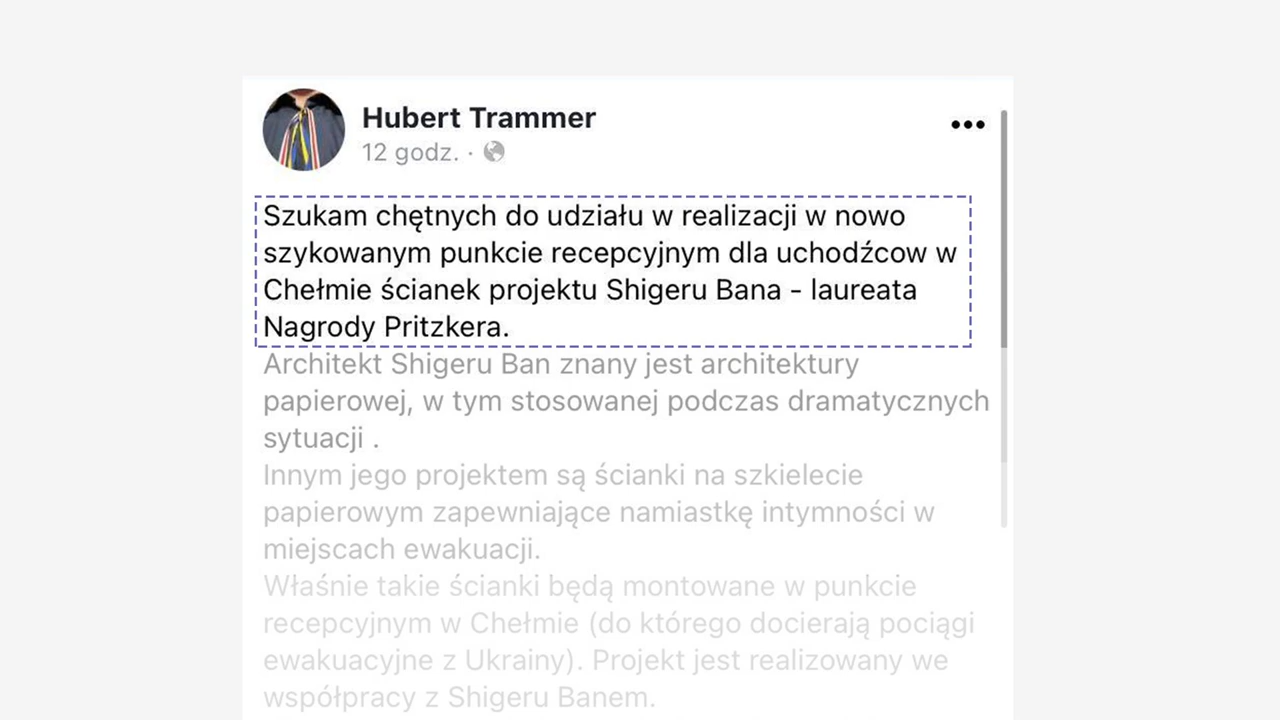 Hubert Trammer
12 godz. ·
Szukam chętnych do udziału w realizacji w nowo
szykowanym punkcie recepcyjnym dla uchodźcow w
Chełmie ścianek projektu Shigeru Bana - laureata
Nagrody Pritzkera.
Architekt Shigeru Ban znany jest architektury
papierowej, w tym stosowanej podczas dramatycznych
sytuacji .
Innym jego projektem są ścianki na szkielecie
papierowym zapewniające namiastkę intymności w
miejscach ewakuacji.
Właśnie takie ścianki będą montowane w punkcie
recepcyjnym w Chełmie (do którego docierają pociągi
ewakuacyjne z Ukrainy). Projekt jest realizowany we
współpracy z Shigeru Banem.